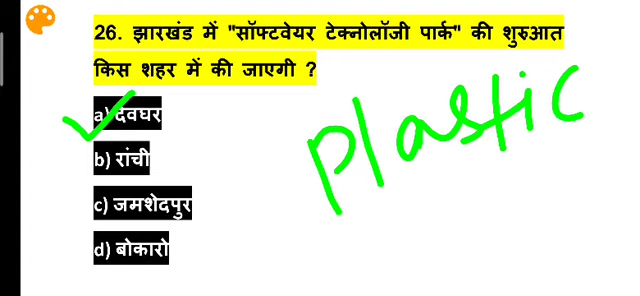 26. झारखंड में "सॉफ्टवेयर टेक्नोलॉजी पार्क" की शुरुआत
किस शहर में की जाएगी ?
a) देवघर
b) रांची
c) जमशेदपुर
d) बोकारो
Plastic